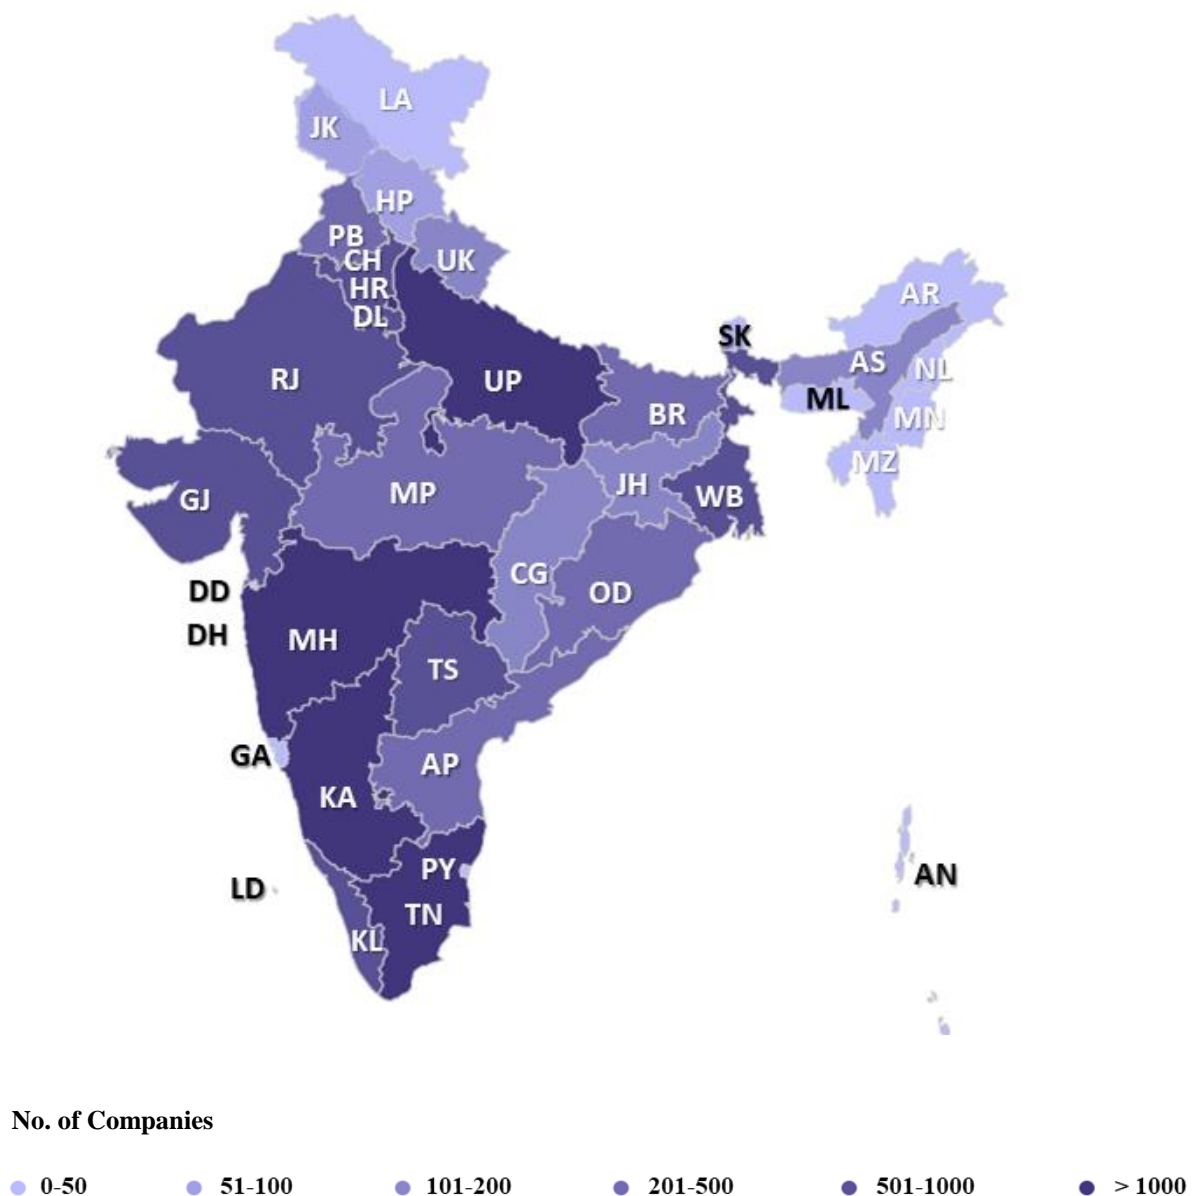 LA
JK
HP
PB
CH
UK
HR
DL
AR
SK
AS
NL
RJ
UP
ML
BR
MN
MZ
GJ
MP
JH
WB
CG
OD
DD
DH
MH
TS
GA
AP
KA
PY
LD
AN
TN
KL
No. of Companies
0-50 51-100 101-200 201-500 501-1000 > 1000